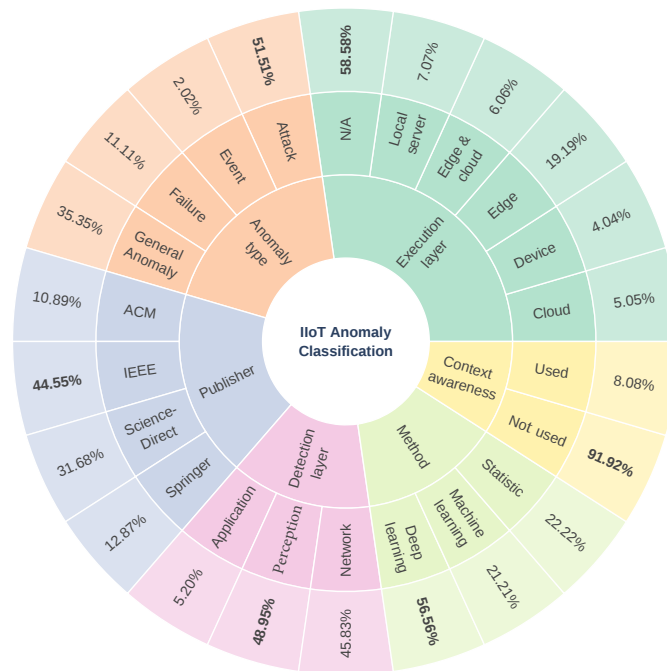 IIoT Anomaly
Classification
Execution
layer
N/A
58.58%
Local
server
7.07%
Edge &
cloud
6.06%
Edge
19.19%
Device
4.04%
Cloud
5.05%
Context
awareness
Used
8.08%
Not used
91.92%
Method
Statistic
22.22%
Machine
learning
21.21%
Deep
learning
56.56%
Detection
layer
Network
45.83%
Perception
48.95%
Application
5.20%
Publisher
Springer
12.87%
Science-
Direct
31.68%
IEEE
44.55%
ACM
10.89%
Anomaly
type
General
Anomaly
35.35%
Failure
11.11%
Event
2.02%
Attack
51.51%